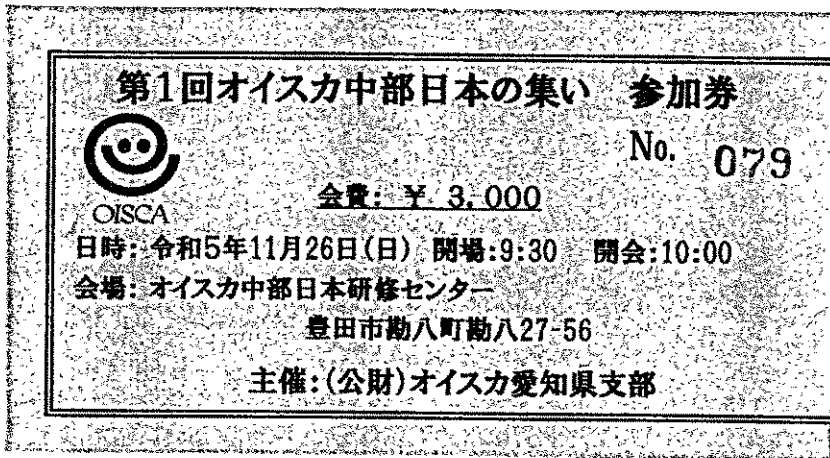 第1回オイスカ中部日本の集い 参加券
No. 079
OISCA
会費: ¥ 3,000
日時: 令和5年11月26日(日) 開場:9:30 開会:10:00
会場: オイスカ中部日本研修センター
豊田市勘八町勘八27-56
主催:(公財)オイスカ愛知県支部